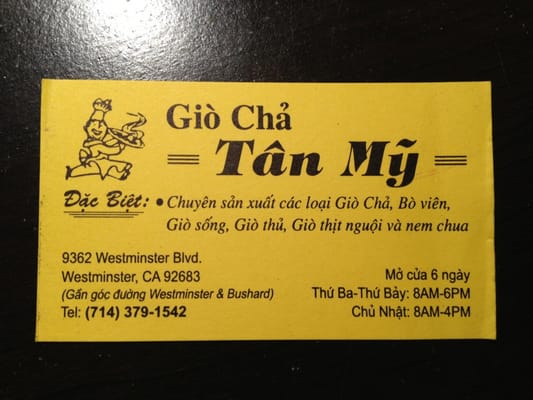 Giò Chả
Tân Mỹ
Đặc Biệt: • Chuyên sản xuất các loại Giò Chả, Bò viên,
Giò sống, Giò thủ, Giò thịt nguội và nem chua
9362 Westminster Blvd.
Westminster, CA 92683
(Gần góc đường Westminster & Bushard)
Tel: (714) 379-1542
Mở cửa 6 ngày
Thứ Ba-Thứ Bảy: 8AM-6PM
Chủ Nhật: 8AM-4PM